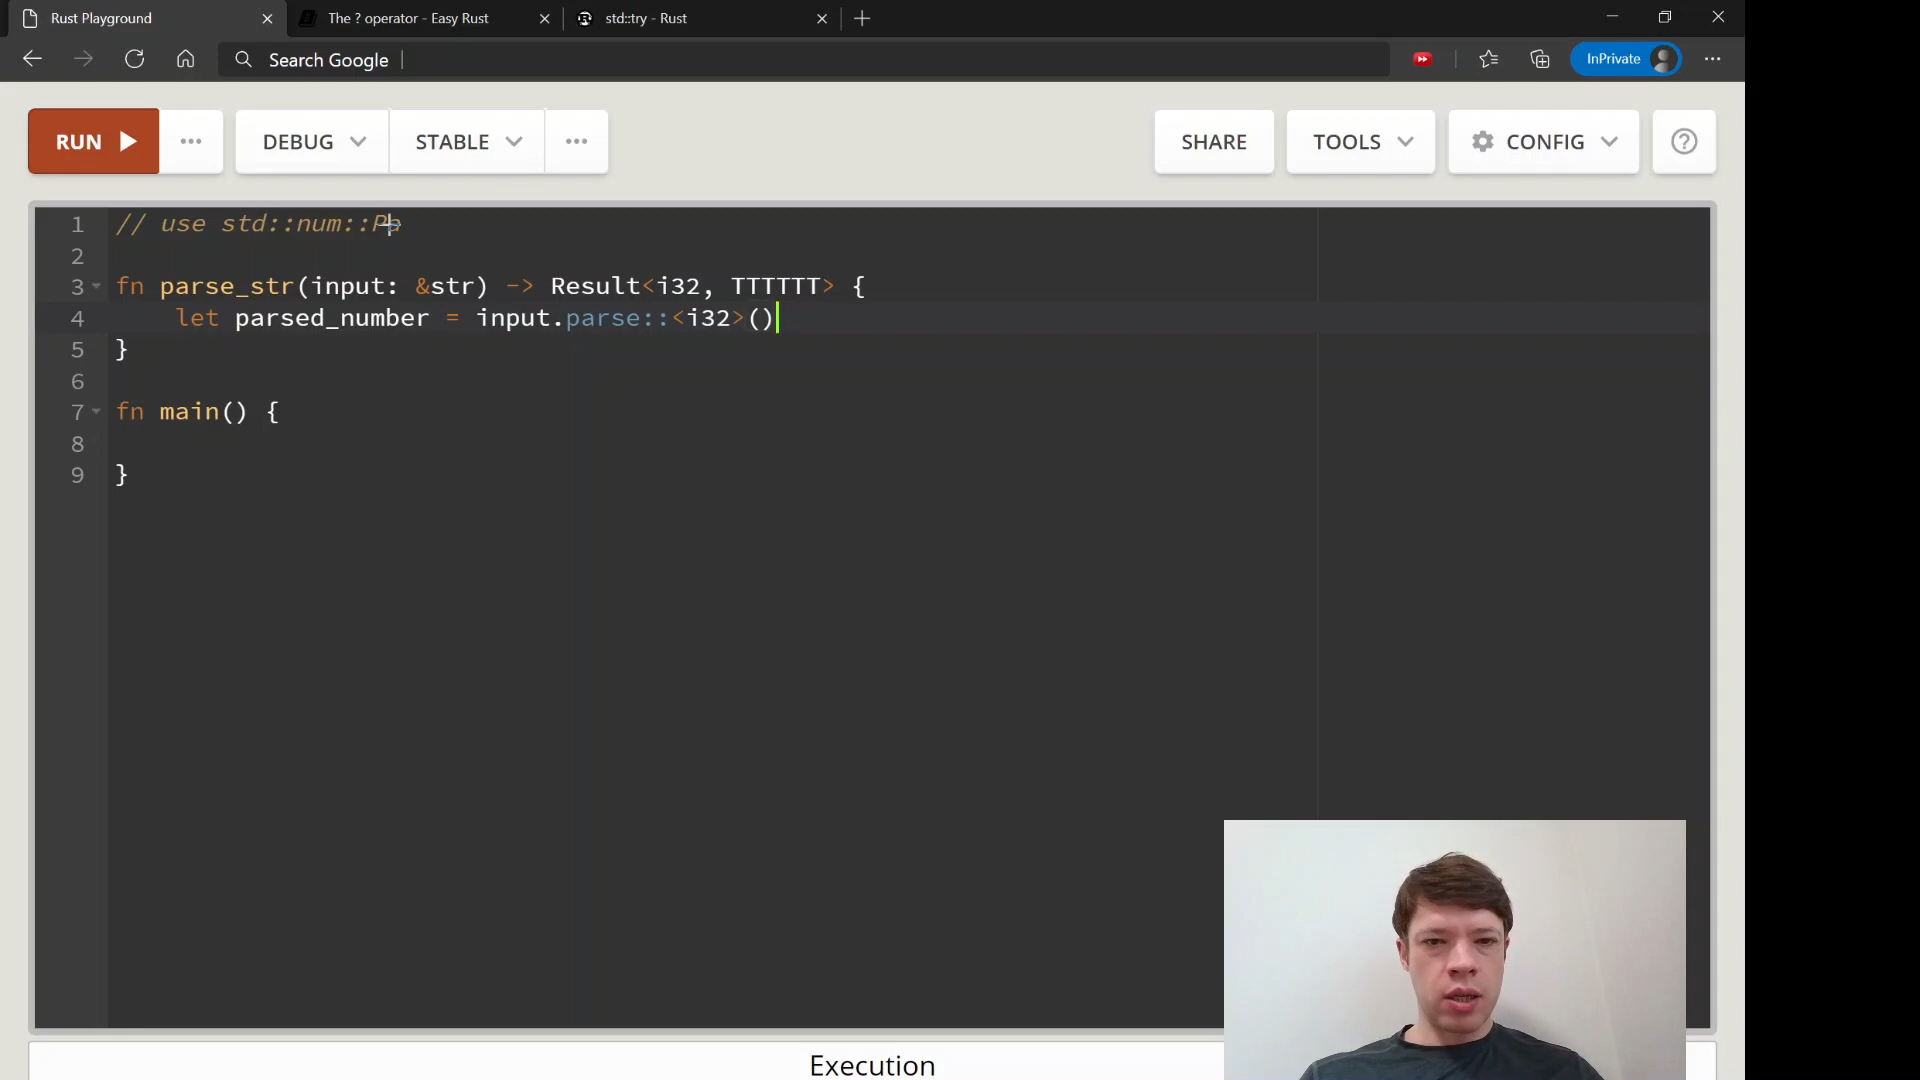 Rust Playground
The ? operator - Easy Rust
std::try - Rust
Search Google
InPrivate
RUN
DEBUG
STABLE
SHARE
TOOLS
CONFIG
1 // use std::num::Pa
2
3 fn parse_str(input: &str) -> Result<i32, TTTTTT> {
4 let parsed_number = input.parse::<i32>()
5 }
6
7 fn main() {
8
9 }
Execution